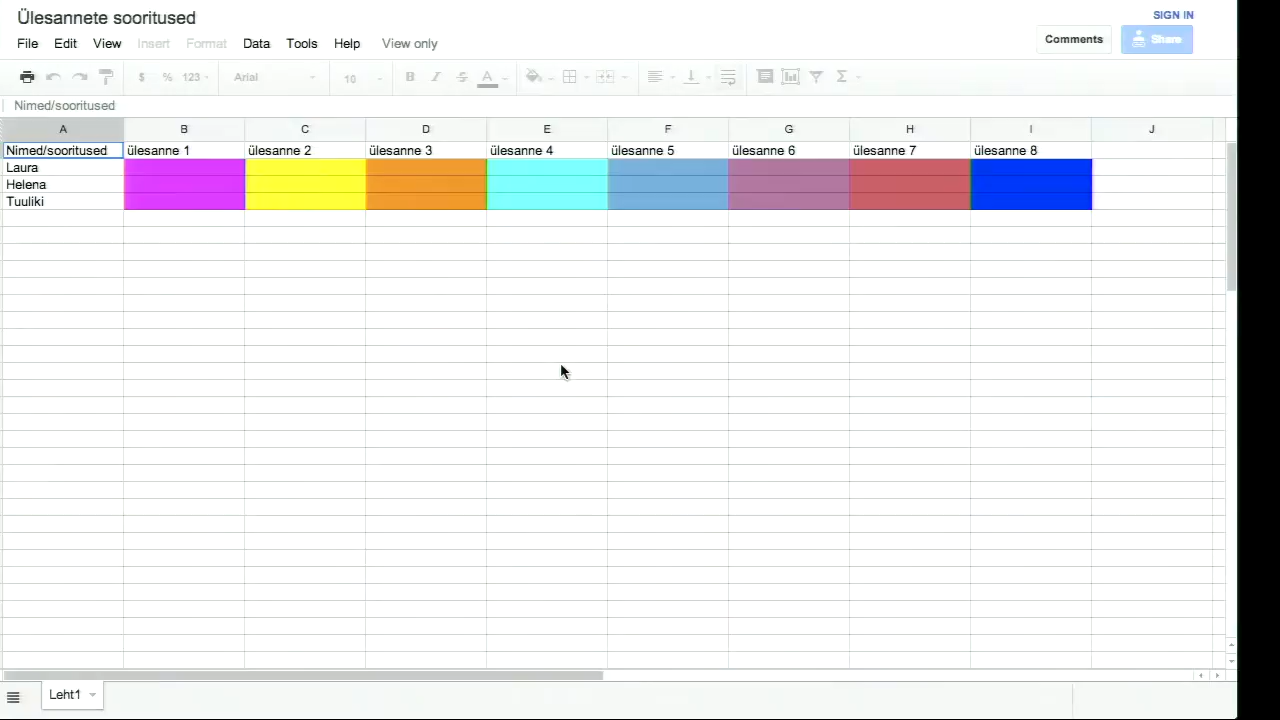 Ülesannete sooritused
SIGN IN
File Edit View Insert Format Data Tools Help View only
Comments Share
$ % 123 Arial 10 B I S A Σ
Nimed/sooritused
A B C D E F G H I J
Nimed/sooritused ülesanne 1 ülesanne 2 ülesanne 3 ülesanne 4 ülesanne 5 ülesanne 6 ülesanne 7 ülesanne 8
Laura
Helena
Tuuliki
Leht1